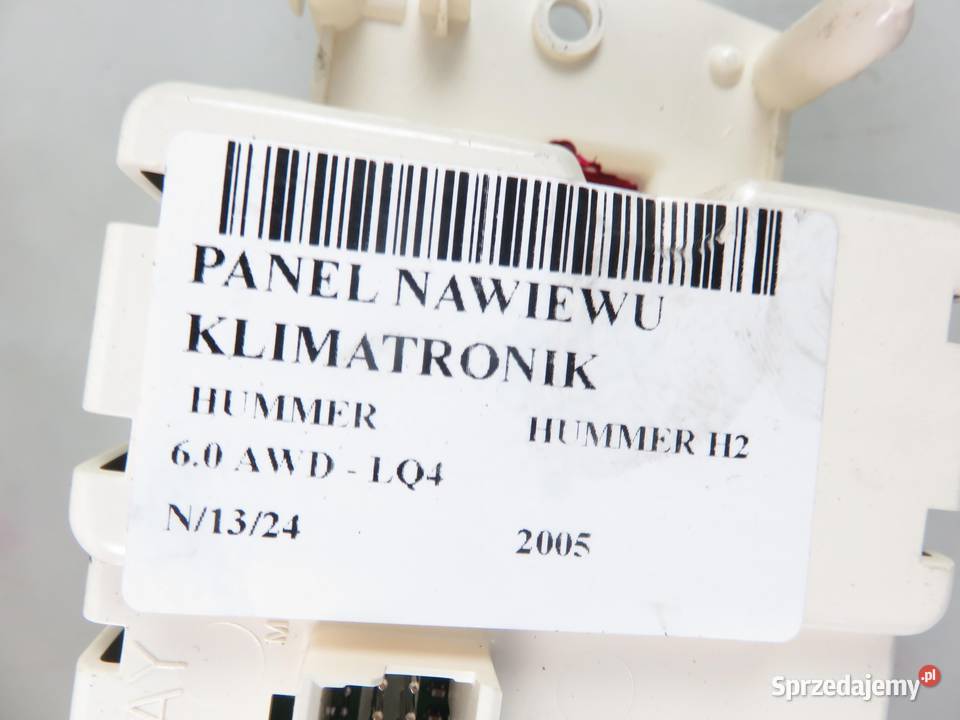 PANEL NAWIEWU
KLIMATRONIK
HUMMER HUMMER H2
6.0 AWD - LQ4
N/13/24 2005
Sprzedajemy.pl